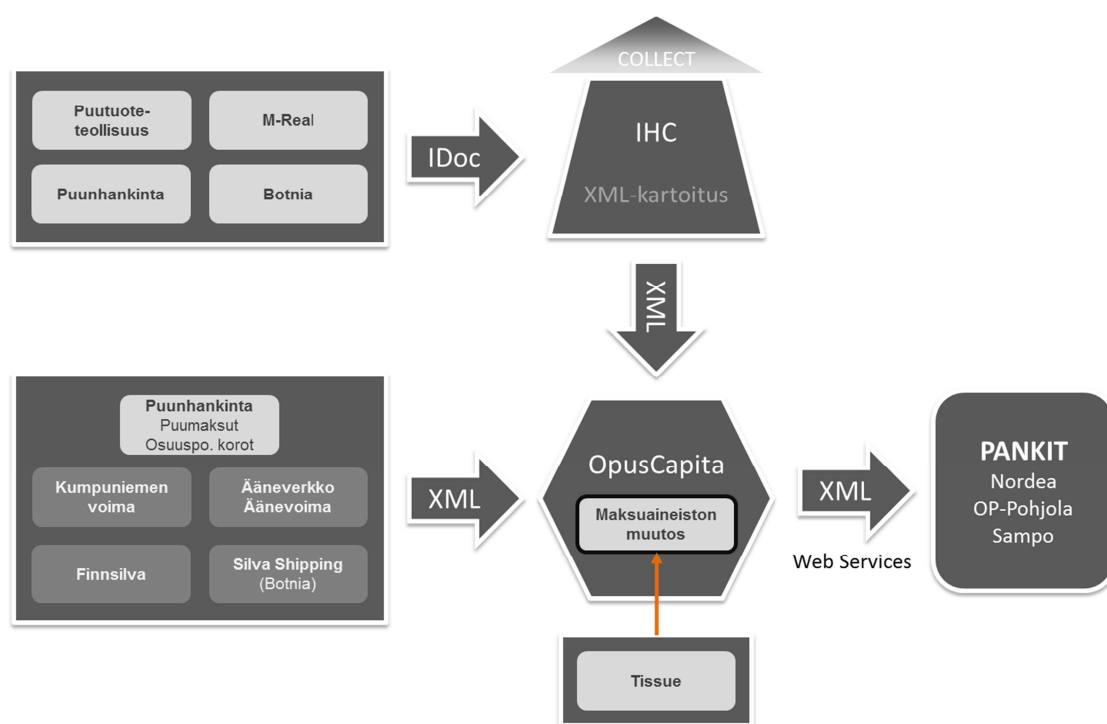 COLLECT
Puutuote-
teollisuus
M-Real
Puunhankinta
Botnia
IDoc
IHC
XML-kartoitus
XML
Puunhankinta
Puumaksut
Osuuspo. korot
Kumpuniemen
voima
Ääneverkko
Äänevoima
Finnsilva
Silva Shipping
(Botnia)
XML
OpusCapita
Maksuaineiston
muutos
XML
Web Services
PANKIT
Nordea
OP-Pohjola
Sampo
Tissue